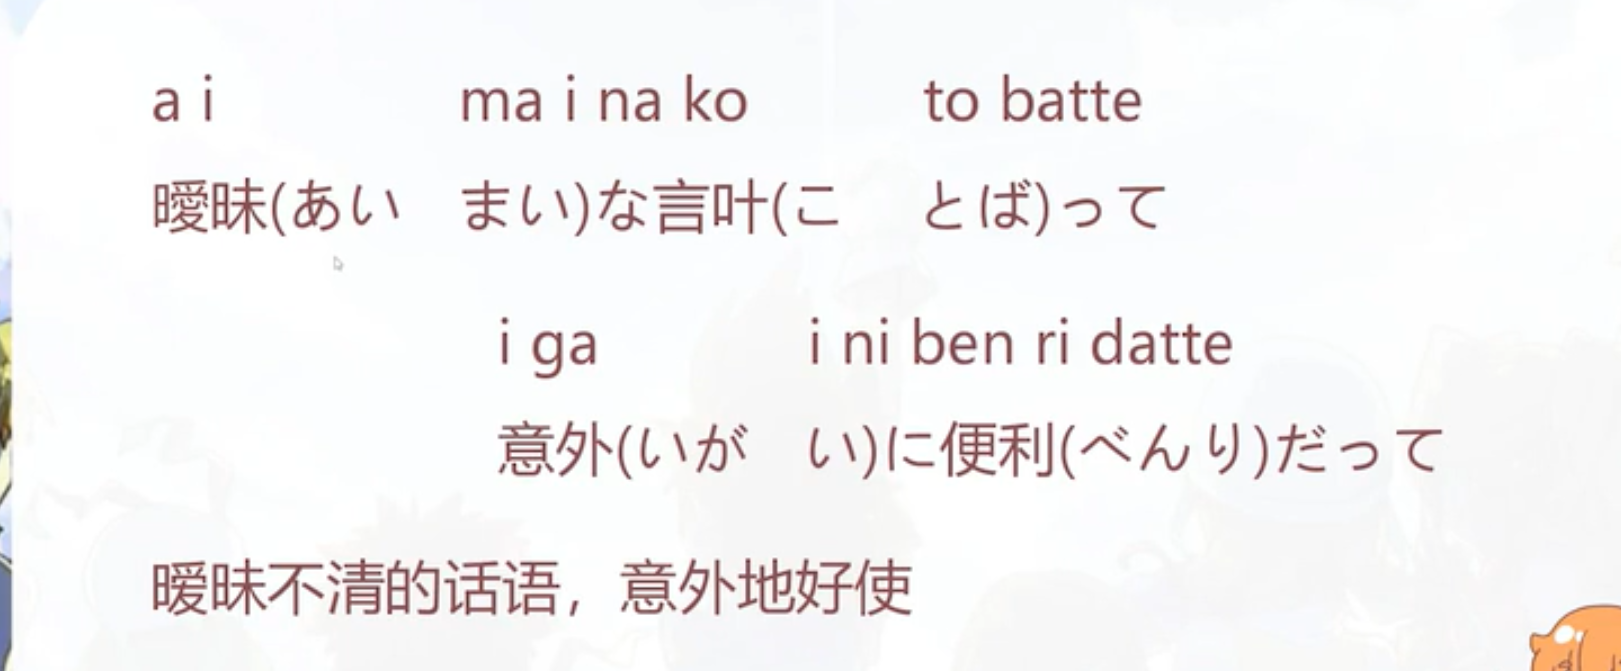 a i ma i na ko to batte
曖昧(あい まい)な言叶(こ とば)って
i ga i ni ben ri datte
意外(いが い)に便利(べんり)だって
暧昧不清的话语，意外地好使